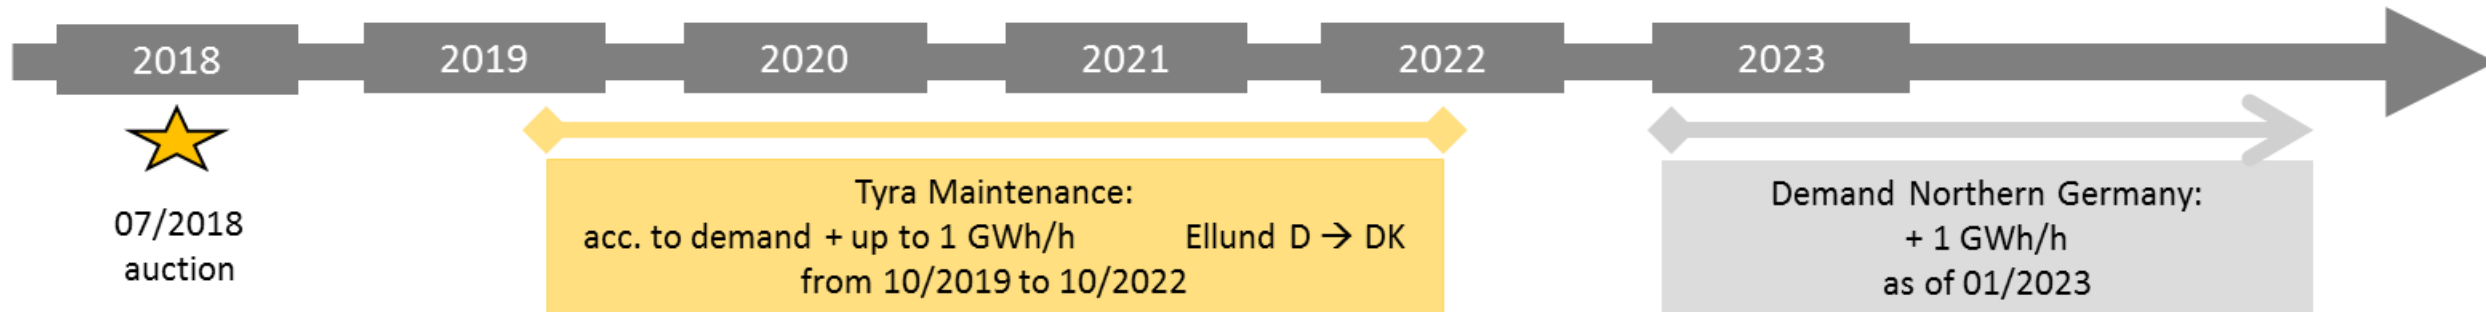 2018
2019
2020
2021
2022
2023
07/2018
auction
Tyra Maintenance:
acc. to demand + up to 1 GWh/h Ellund D → DK
from 10/2019 to 10/2022
Demand Northern Germany:
+ 1 GWh/h
as of 01/2023